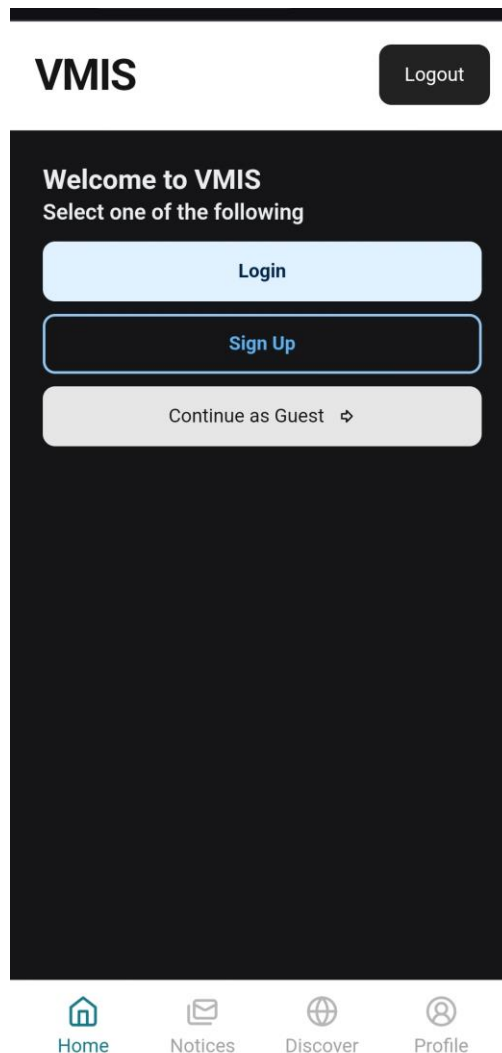 VMIS
Logout
Welcome to VMIS
Select one of the following
Login
Sign Up
Continue as Guest
Home
Notices
Discover
Profile